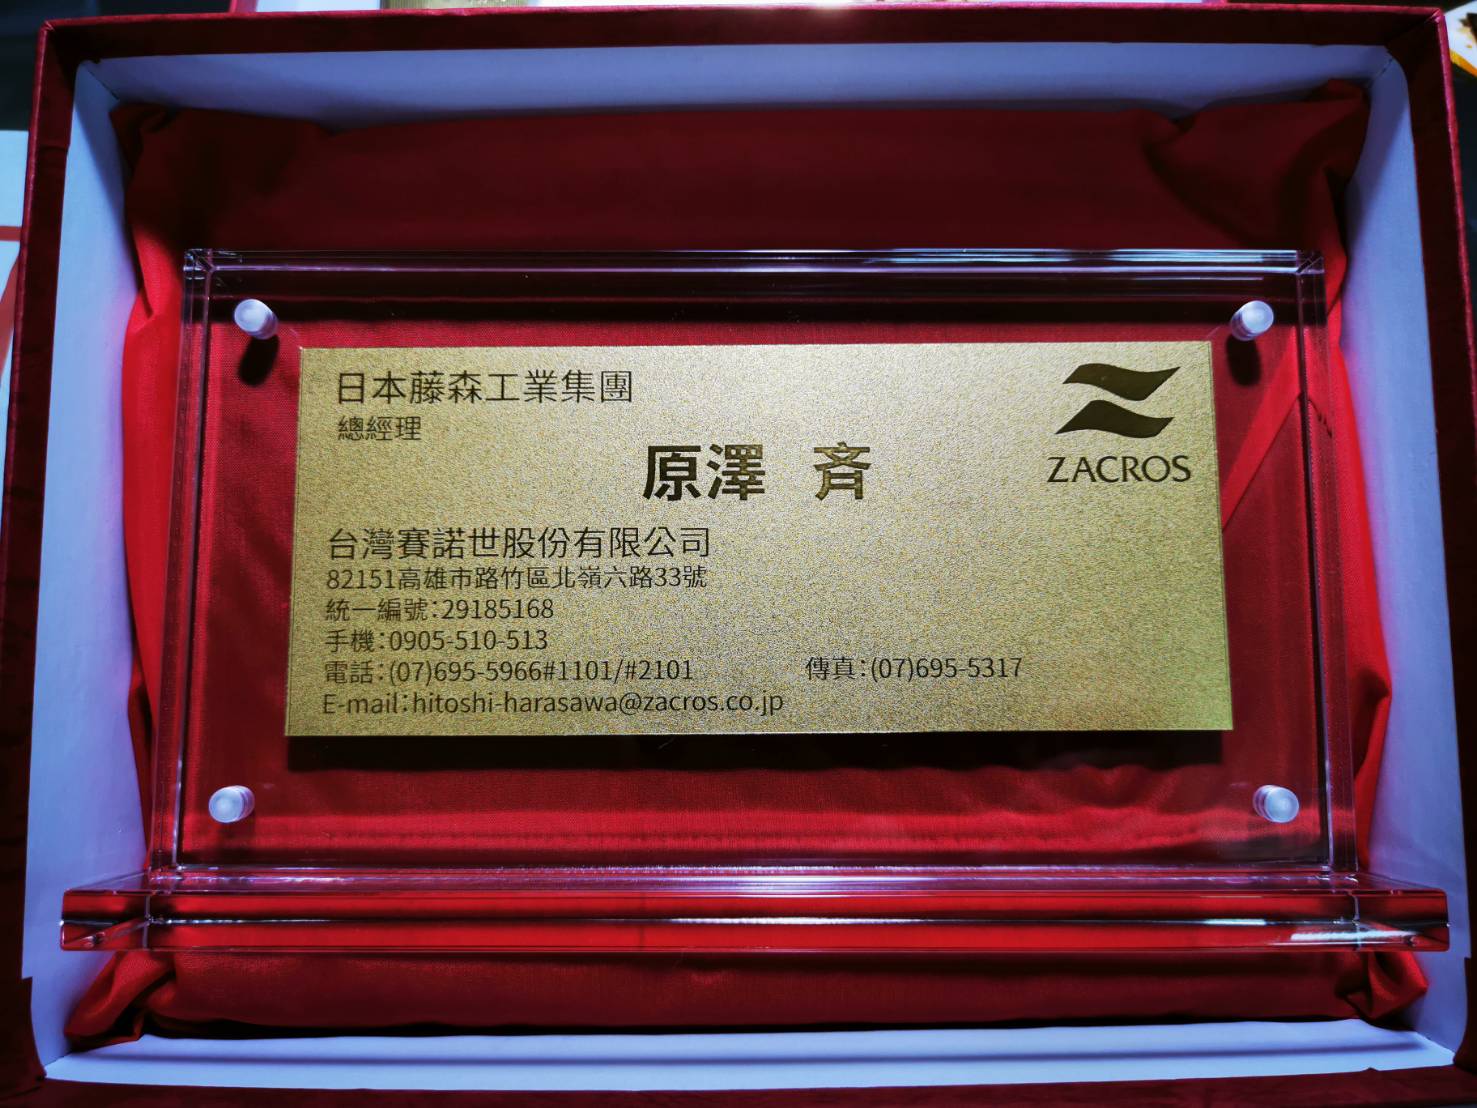 日本藤森工業集團
總經理
ZACROS
原澤 斉
台灣賽諾世股份有限公司
82151高雄市路竹區北嶺六路33號
統一編號:29185168
手機:0905-510-513
電話:(07)695-5966#1101/#2101 傳真:(07)695-5317
E-mail:hitoshi-harasawa@zacros.co.jp